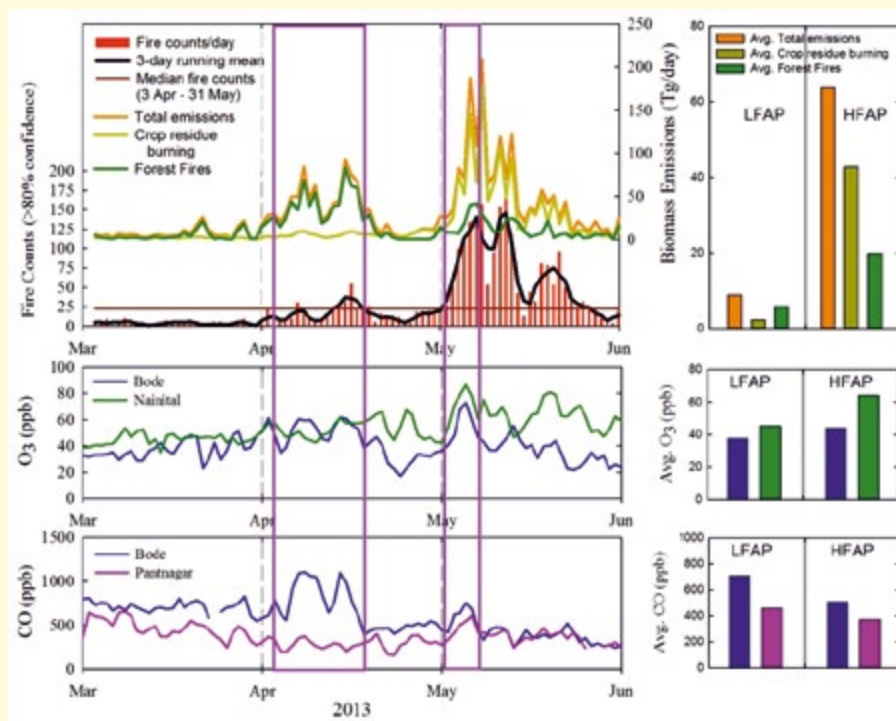 Fire Counts (>80% confidence)
Fire counts/day
3-day running mean
Median fire counts
(3 Apr - 31 May)
Total emissions
Crop residue
burning
Forest Fires
200
175
150
125
100
75
50
25
0
250
200
150
100
50
0
Biomass Emissions (Tg/day)
Mar
Apr
May
Jun
80
60
40
20
0
Avg. Total emissions
Avg. Crop residue burning
Avg. Forest Fires
LFAP
HFAP
O3 (ppb)
100
80
60
40
20
0
Bode
Nainital
Mar
Apr
May
Jun
Avg. O3 (ppb)
80
60
40
20
0
LFAP
HFAP
CO (ppb)
1500
1000
500
0
Bode
Pantnagar
Mar
Apr
May
Jun
2013
Avg. CO (ppb)
1000
800
600
400
200
0
LFAP
HFAP